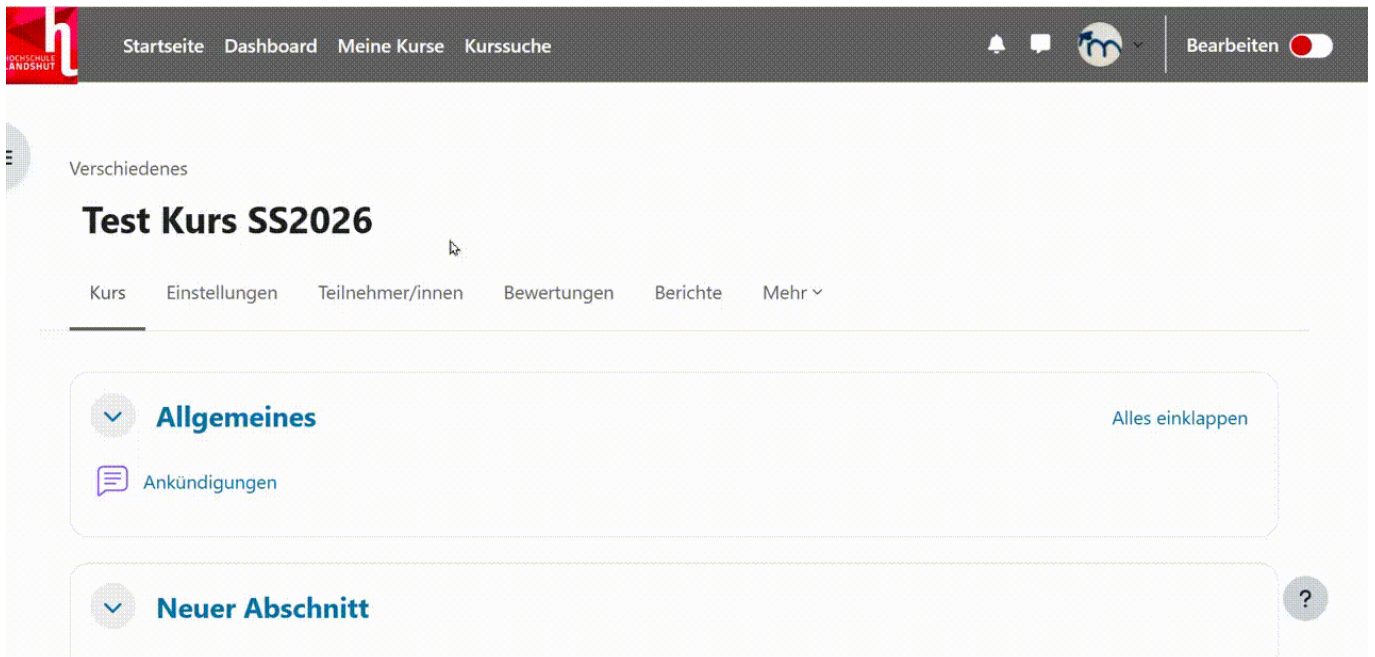 HOCHSCHULE
LANDSHUT
Startseite Dashboard Meine Kurse Kurssuche
m
Bearbeiten
Verschiedenes
Test Kurs SS2026
Kurs Einstellungen Teilnehmer/innen Bewertungen Berichte Mehr
Allgemeines
Alles einklappen
Ankündigungen
Neuer Abschnitt
?